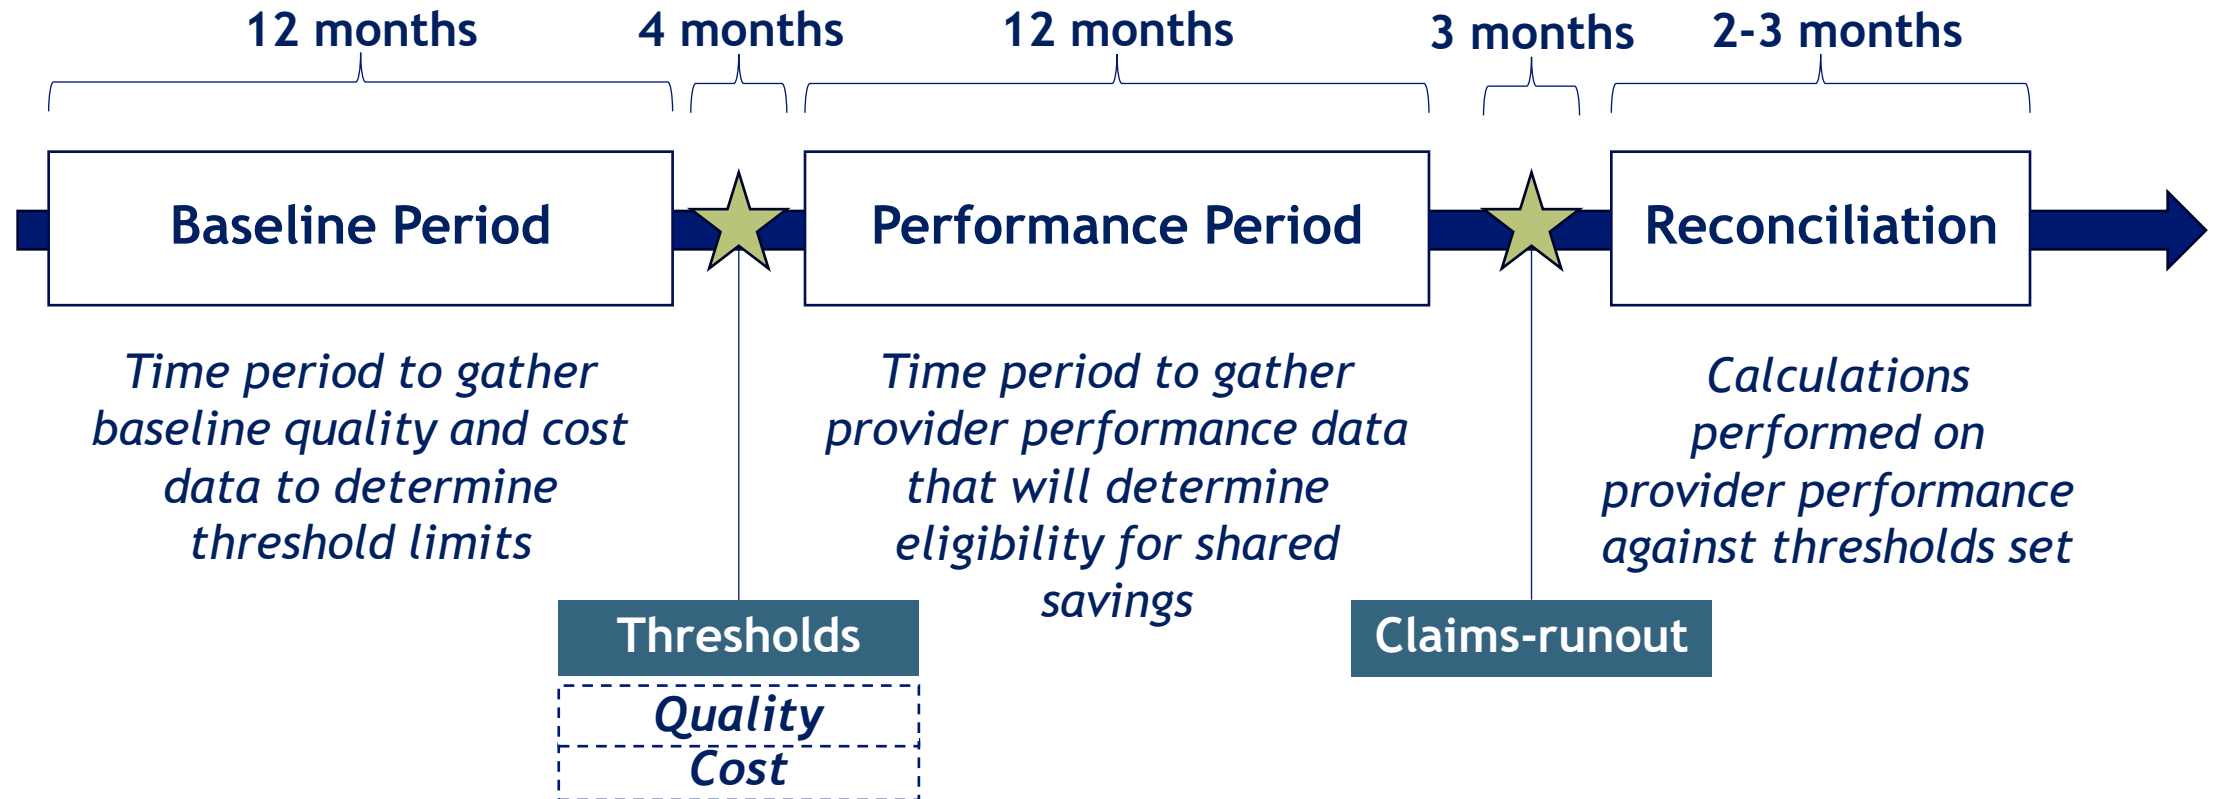 12 months
4 months
12 months
3 months
2-3 months
Baseline Period
Performance Period
Reconciliation
Time period to gather
baseline quality and cost
data to determine
threshold limits
Time period to gather
provider performance data
that will determine
eligibility for shared
savings
Calculations
performed on
provider performance
against thresholds set
Thresholds
Quality
Cost
Claims-runout